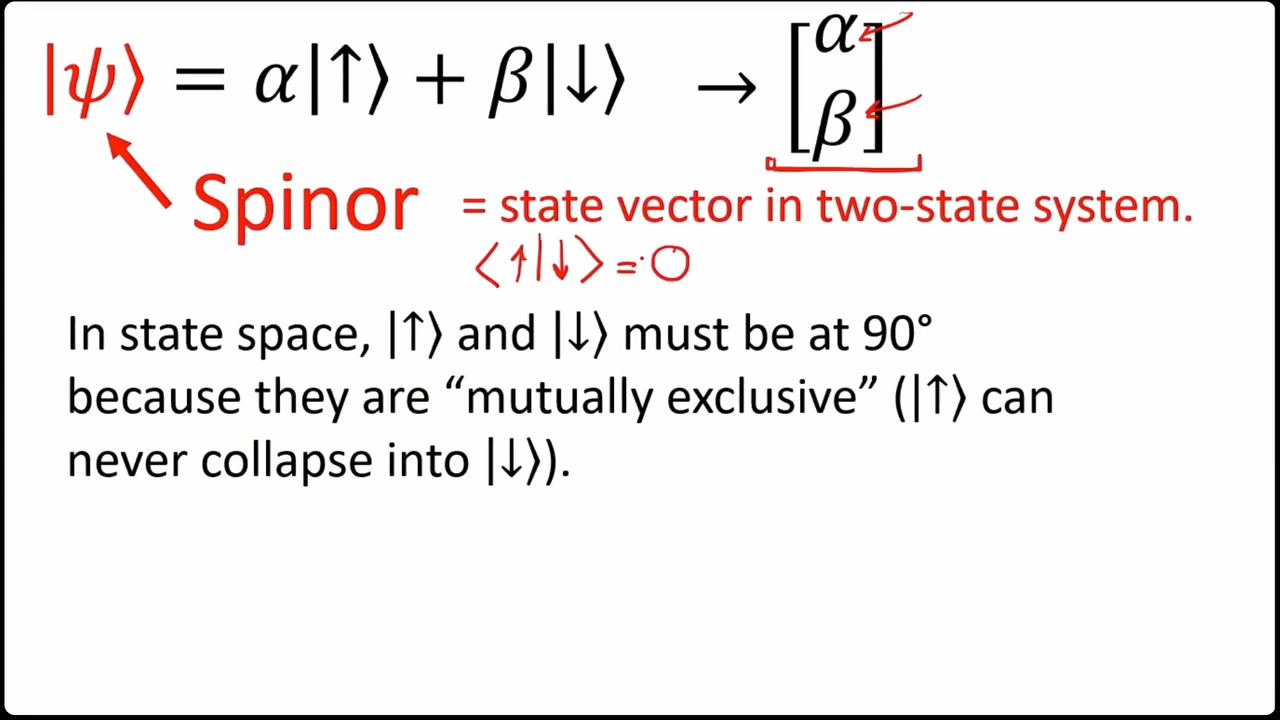 |ψ⟩ = α|↑⟩ + β|↓⟩ → [α β]
Spinor = state vector in two-state system.
⟨↑|↓⟩ = 0
In state space, |↑⟩ and |↓⟩ must be at 90°
because they are “mutually exclusive” (|↑⟩ can
never collapse into |↓⟩).